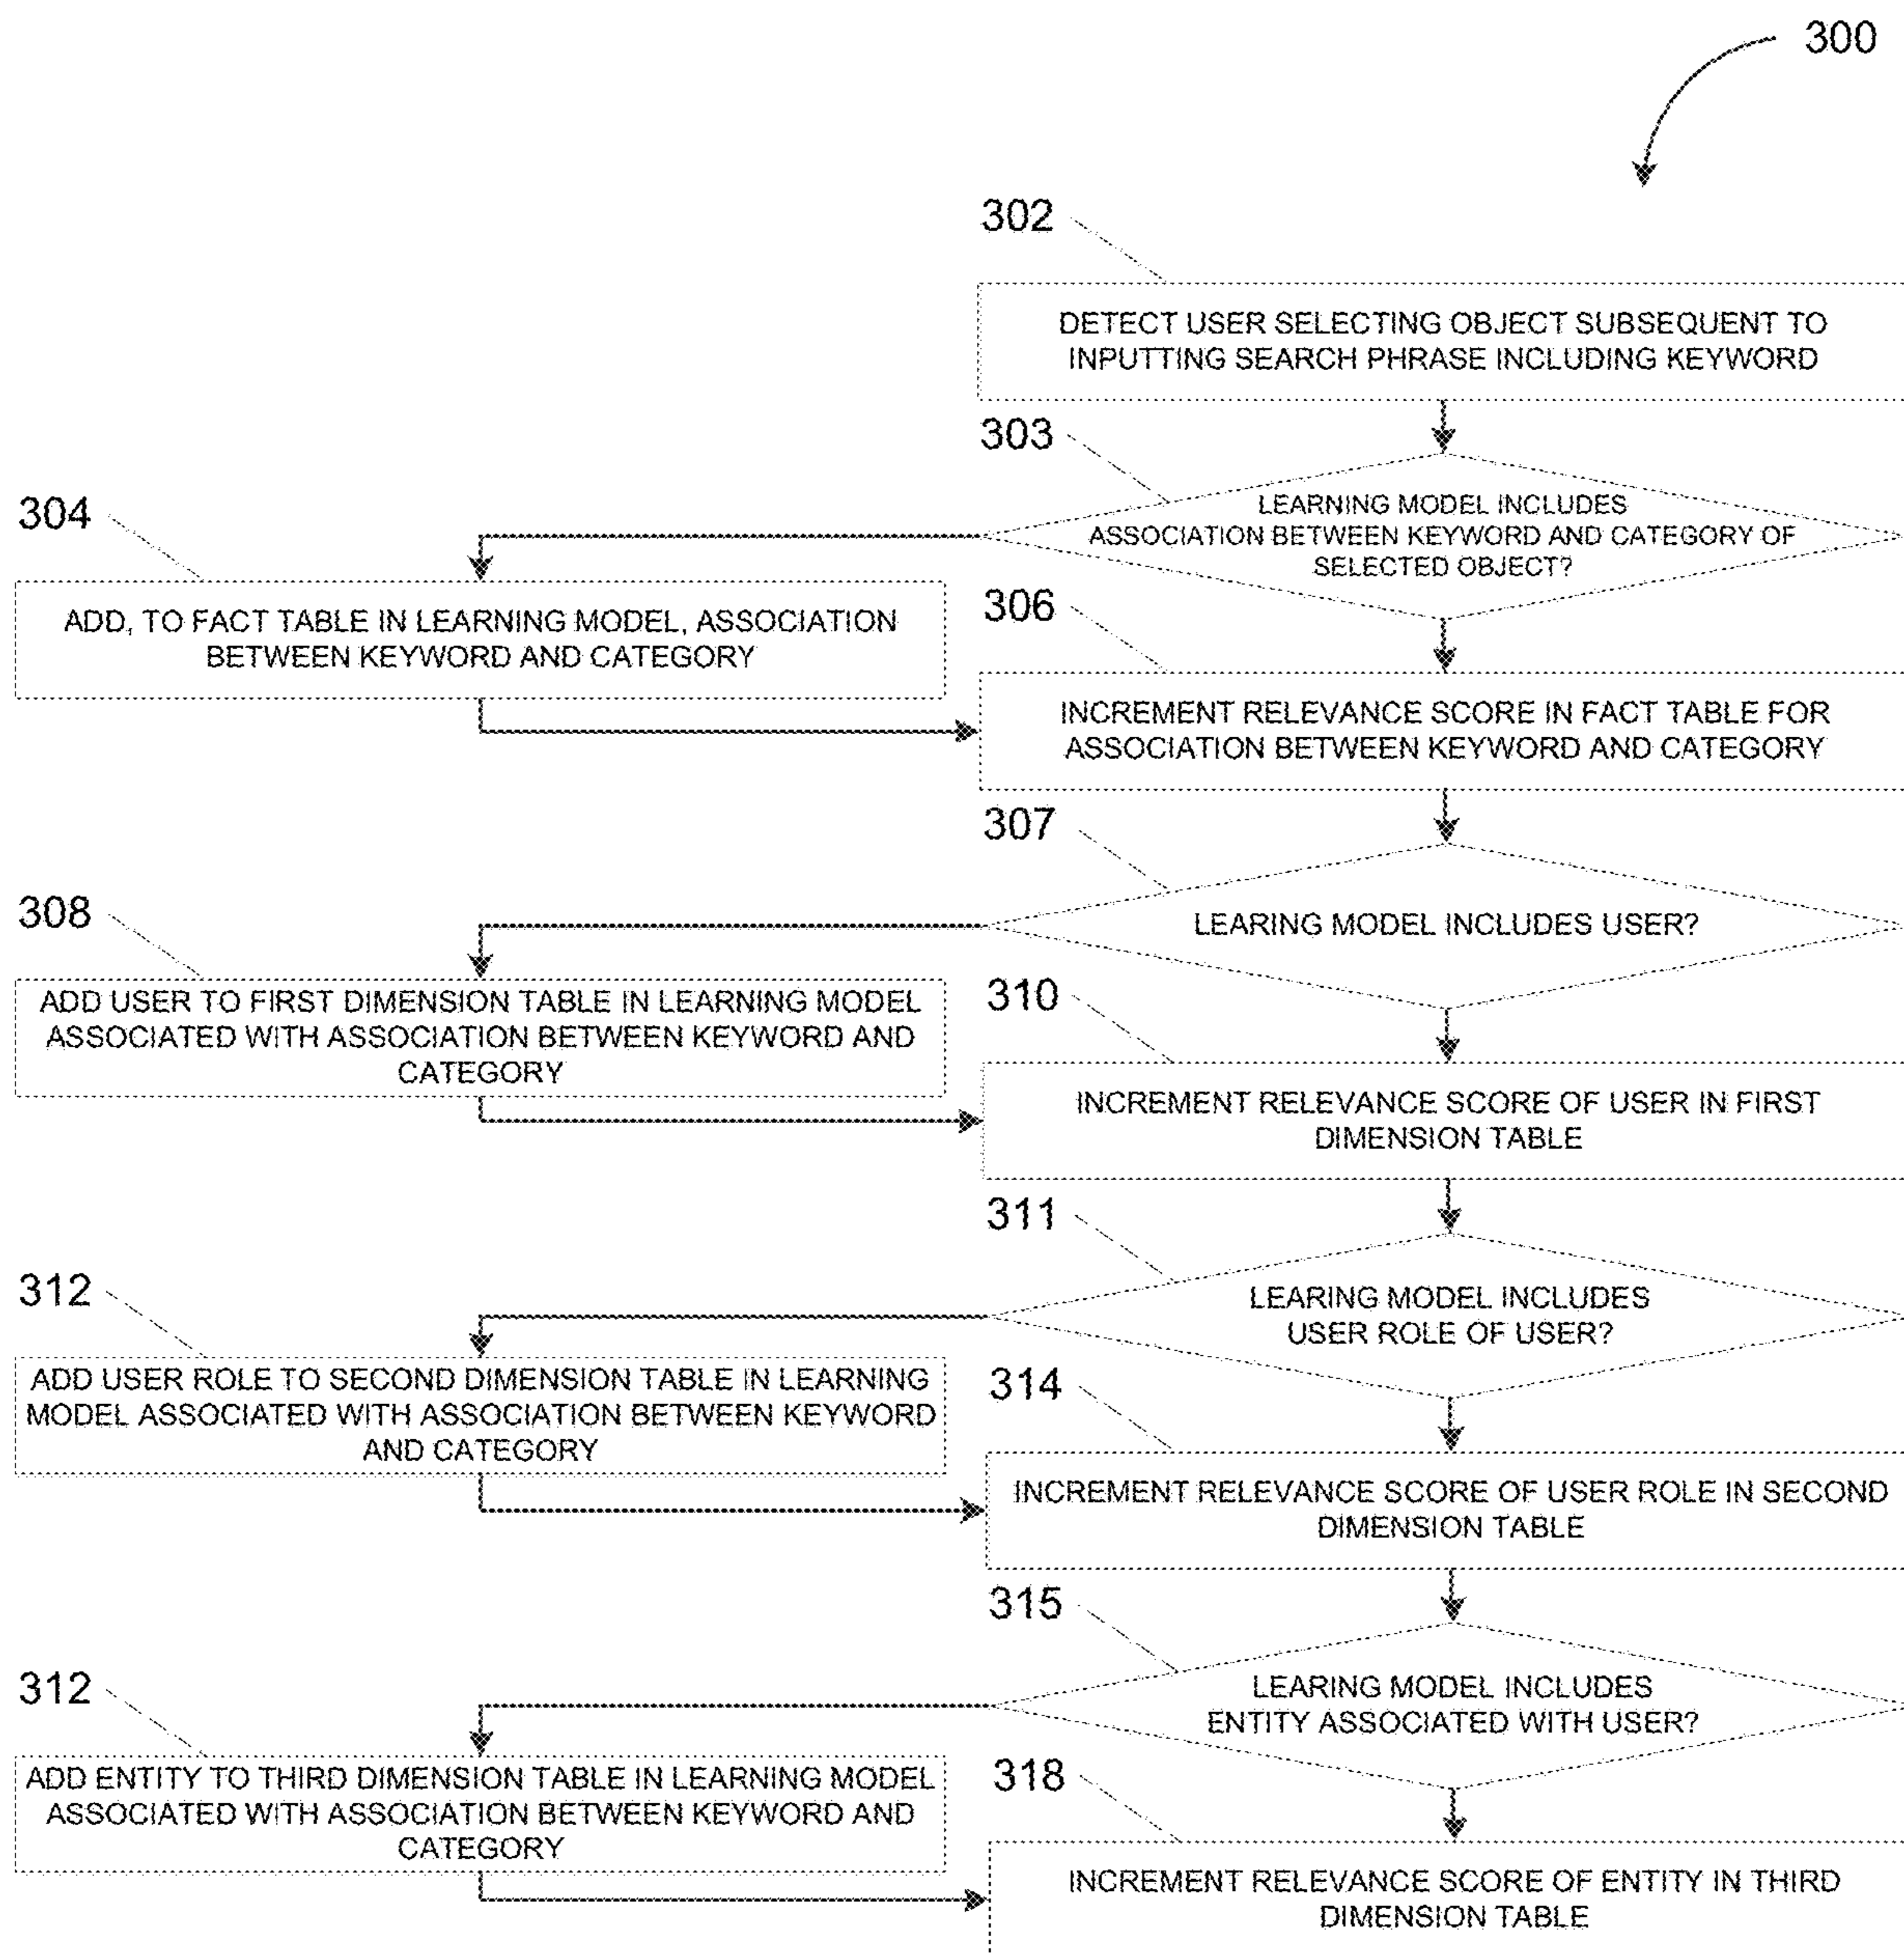 300
302
DETECT USER SELECTING OBJECT SUBSEQUENT TO
INPUTTING SEARCH PHRASE INCLUDING KEYWORD
303
LEARNING MODEL INCLUDES
ASSOCIATION BETWEEN KEYWORD AND CATEGORY OF
SELECTED OBJECT?
304
ADD, TO FACT TABLE IN LEARNING MODEL, ASSOCIATION
BETWEEN KEYWORD AND CATEGORY
306
INCREMENT RELEVANCE SCORE IN FACT TABLE FOR
ASSOCIATION BETWEEN KEYWORD AND CATEGORY
307
LEARING MODEL INCLUDES USER?
308
ADD USER TO FIRST DIMENSION TABLE IN LEARNING MODEL
ASSOCIATED WITH ASSOCIATION BETWEEN KEYWORD AND
CATEGORY
310
INCREMENT RELEVANCE SCORE OF USER IN FIRST
DIMENSION TABLE
311
LEARING MODEL INCLUDES
USER ROLE OF USER?
312
ADD USER ROLE TO SECOND DIMENSION TABLE IN LEARNING
MODEL ASSOCIATED WITH ASSOCIATION BETWEEN KEYWORD
AND CATEGORY
314
INCREMENT RELEVANCE SCORE OF USER ROLE IN SECOND
DIMENSION TABLE
315
LEARING MODEL INCLUDES
ENTITY ASSOCIATED WITH USER?
312
ADD ENTITY TO THIRD DIMENSION TABLE IN LEARNING MODEL
ASSOCIATED WITH ASSOCIATION BETWEEN KEYWORD AND
CATEGORY
318
INCREMENT RELEVANCE SCORE OF ENTITY IN THIRD
DIMENSION TABLE